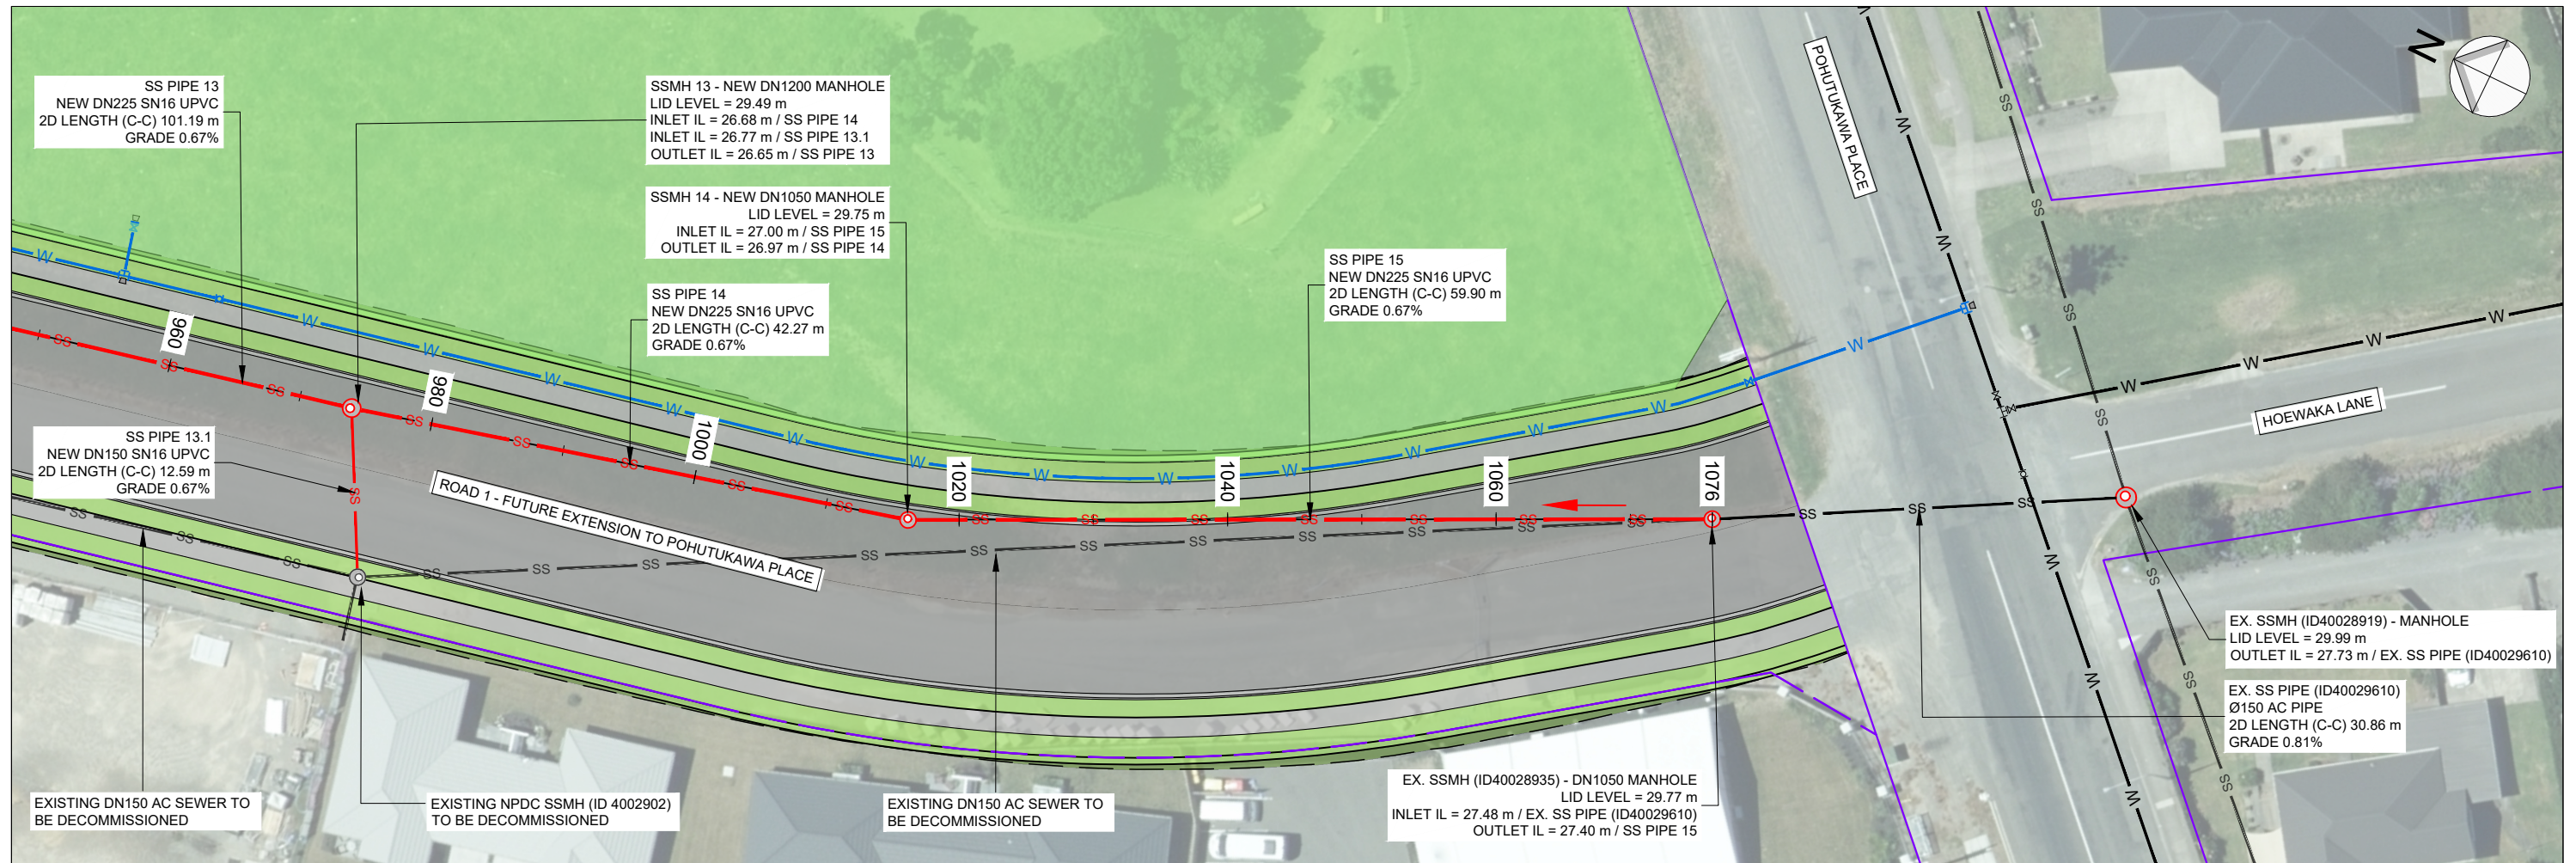 SS PIPE 13
NEW DN225 SN16 UPVC
2D LENGTH (C-C) 101.19 m
GRADE 0.67%
SSMH 13 - NEW DN1200 MANHOLE
LID LEVEL = 29.49 m
INLET IL = 26.68 m / SS PIPE 14
INLET IL = 26.77 m / SS PIPE 13.1
OUTLET IL = 26.65 m / SS PIPE 13
SSMH 14 - NEW DN1050 MANHOLE
LID LEVEL = 29.75 m
INLET IL = 27.00 m / SS PIPE 15
OUTLET IL = 26.97 m / SS PIPE 14
SS PIPE 14
NEW DN225 SN16 UPVC
2D LENGTH (C-C) 42.27 m
GRADE 0.67%
SS PIPE 15
NEW DN225 SN16 UPVC
2D LENGTH (C-C) 59.90 m
GRADE 0.67%
POHUTUKAWA PLACE
N
HOEWAKA LANE
960
980
1000
1020
1040
1060
1076
SS PIPE 13.1
NEW DN150 SN16 UPVC
2D LENGTH (C-C) 12.59 m
GRADE 0.67%
ROAD 1 - FUTURE EXTENSION TO POHUTUKAWA PLACE
EX. SSMH (ID40028919) - MANHOLE
LID LEVEL = 29.99 m
OUTLET IL = 27.73 m / EX. SS PIPE (ID40029610)
EX. SS PIPE (ID40029610)
Ø150 AC PIPE
2D LENGTH (C-C) 30.86 m
GRADE 0.81%
EXISTING DN150 AC SEWER TO
BE DECOMMISSIONED
EXISTING NPDC SSMH (ID 4002902)
TO BE DECOMMISSIONED
EXISTING DN150 AC SEWER TO
BE DECOMMISSIONED
EX. SSMH (ID40028935) - DN1050 MANHOLE
LID LEVEL = 29.77 m
INLET IL = 27.48 m / EX. SS PIPE (ID40029610)
OUTLET IL = 27.40 m / SS PIPE 15